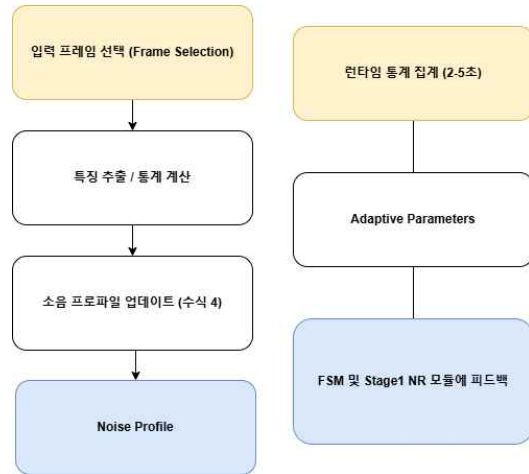 입력 프레임 선택 (Frame Selection)
특징 추출 / 통계 계산
소음 프로파일 업데이트 (수식 4)
Noise Profile
런타임 통계 집계 (2-5초)
Adaptive Parameters
FSM 및 Stage1 NR 모듈에 피드백